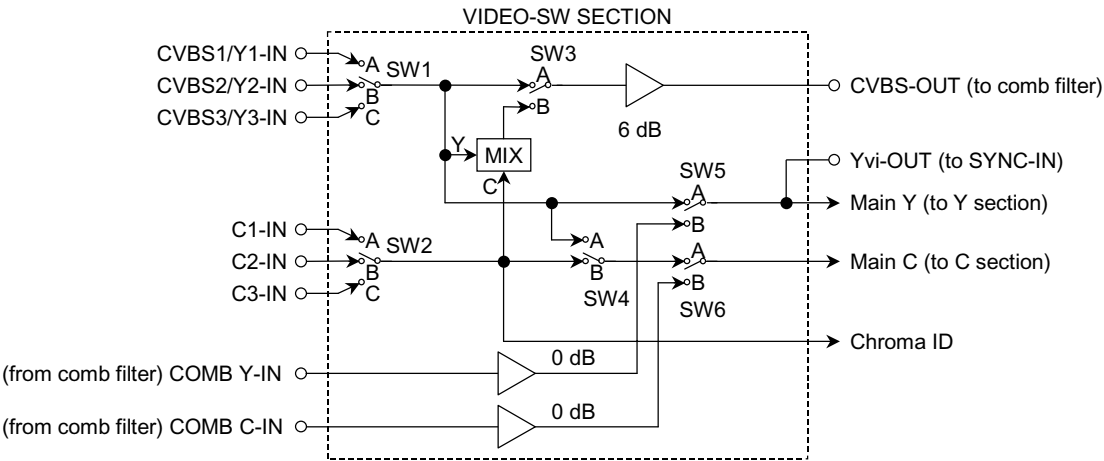 VIDEO-SW SECTION
CVBS1/Y1-IN
CVBS2/Y2-IN
CVBS3/Y3-IN
A
B
C
SW1
SW3
A
B
6 dB
CVBS-OUT (to comb filter)
Y
MIX
C
Yvi-OUT (to SYNC-IN)
SW5
A
B
Main Y (to Y section)
C1-IN
C2-IN
C3-IN
A
B
C
SW2
A
B
SW4
A
B
SW6
Main C (to C section)
Chroma ID
(from comb filter) COMB Y-IN
0 dB
(from comb filter) COMB C-IN
0 dB